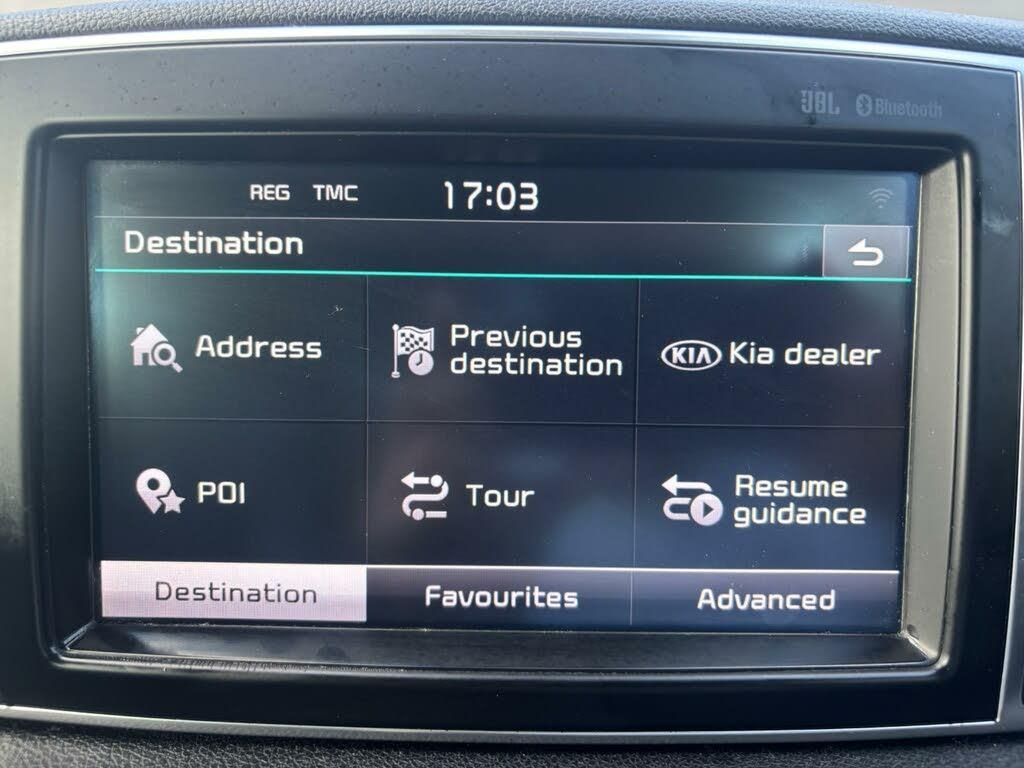 JBL Bluetooth
REG TMC 17:03
Destination
Address
Previous
destination
KIA Kia dealer
POI
Tour
Resume
guidance
Destination Favourites Advanced